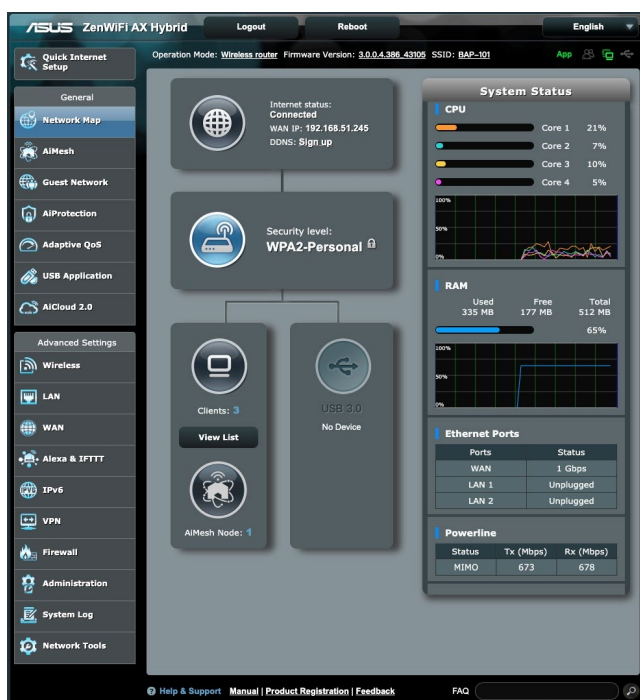 ASUS ZenWiFi AX Hybrid Logout Reboot English
Quick Internet
Setup
Operation Mode: Wireless router Firmware Version: 3.0.0.4.386_43105 SSID: BAP-101 App
General
Network Map
AiMesh
Guest Network
AiProtection
Adaptive QoS
USB Application
AiCloud 2.0
Advanced Settings
Wireless
LAN
WAN
Alexa & IFTTT
IPv6
VPN
Firewall
Administration
System Log
Network Tools
Internet status:
Connected
WAN IP: 192.168.51.245
DDNS: Sign up
Security level:
WPA2-Personal
Clients: 3
View List
AiMesh Node: 1
USB 3.0
No Device
System Status
CPU
Core 1 21%
Core 2 7%
Core 3 10%
Core 4 5%
100%
50%
0%
RAM
Used Free Total
335 MB 177 MB 512 MB
65%
100%
50%
0%
Ethernet Ports
Ports Status
WAN 1 Gbps
LAN 1 Unplugged
LAN 2 Unplugged
Powerline
Status Tx (Mbps) Rx (Mbps)
MIMO 673 678
Help & Support Manual | Product Registration | Feedback FAQ